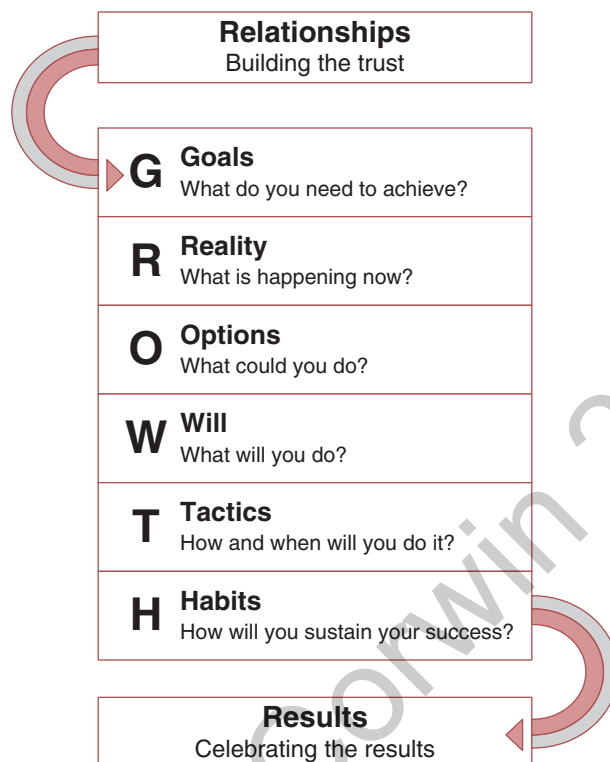 Relationships
Building the trust
G Goals
What do you need to achieve?
R Reality
What is happening now?
O Options
What could you do?
W Will
What will you do?
T Tactics
How and when will you do it?
H Habits
How will you sustain your success?
Results
Celebrating the results
Corwin